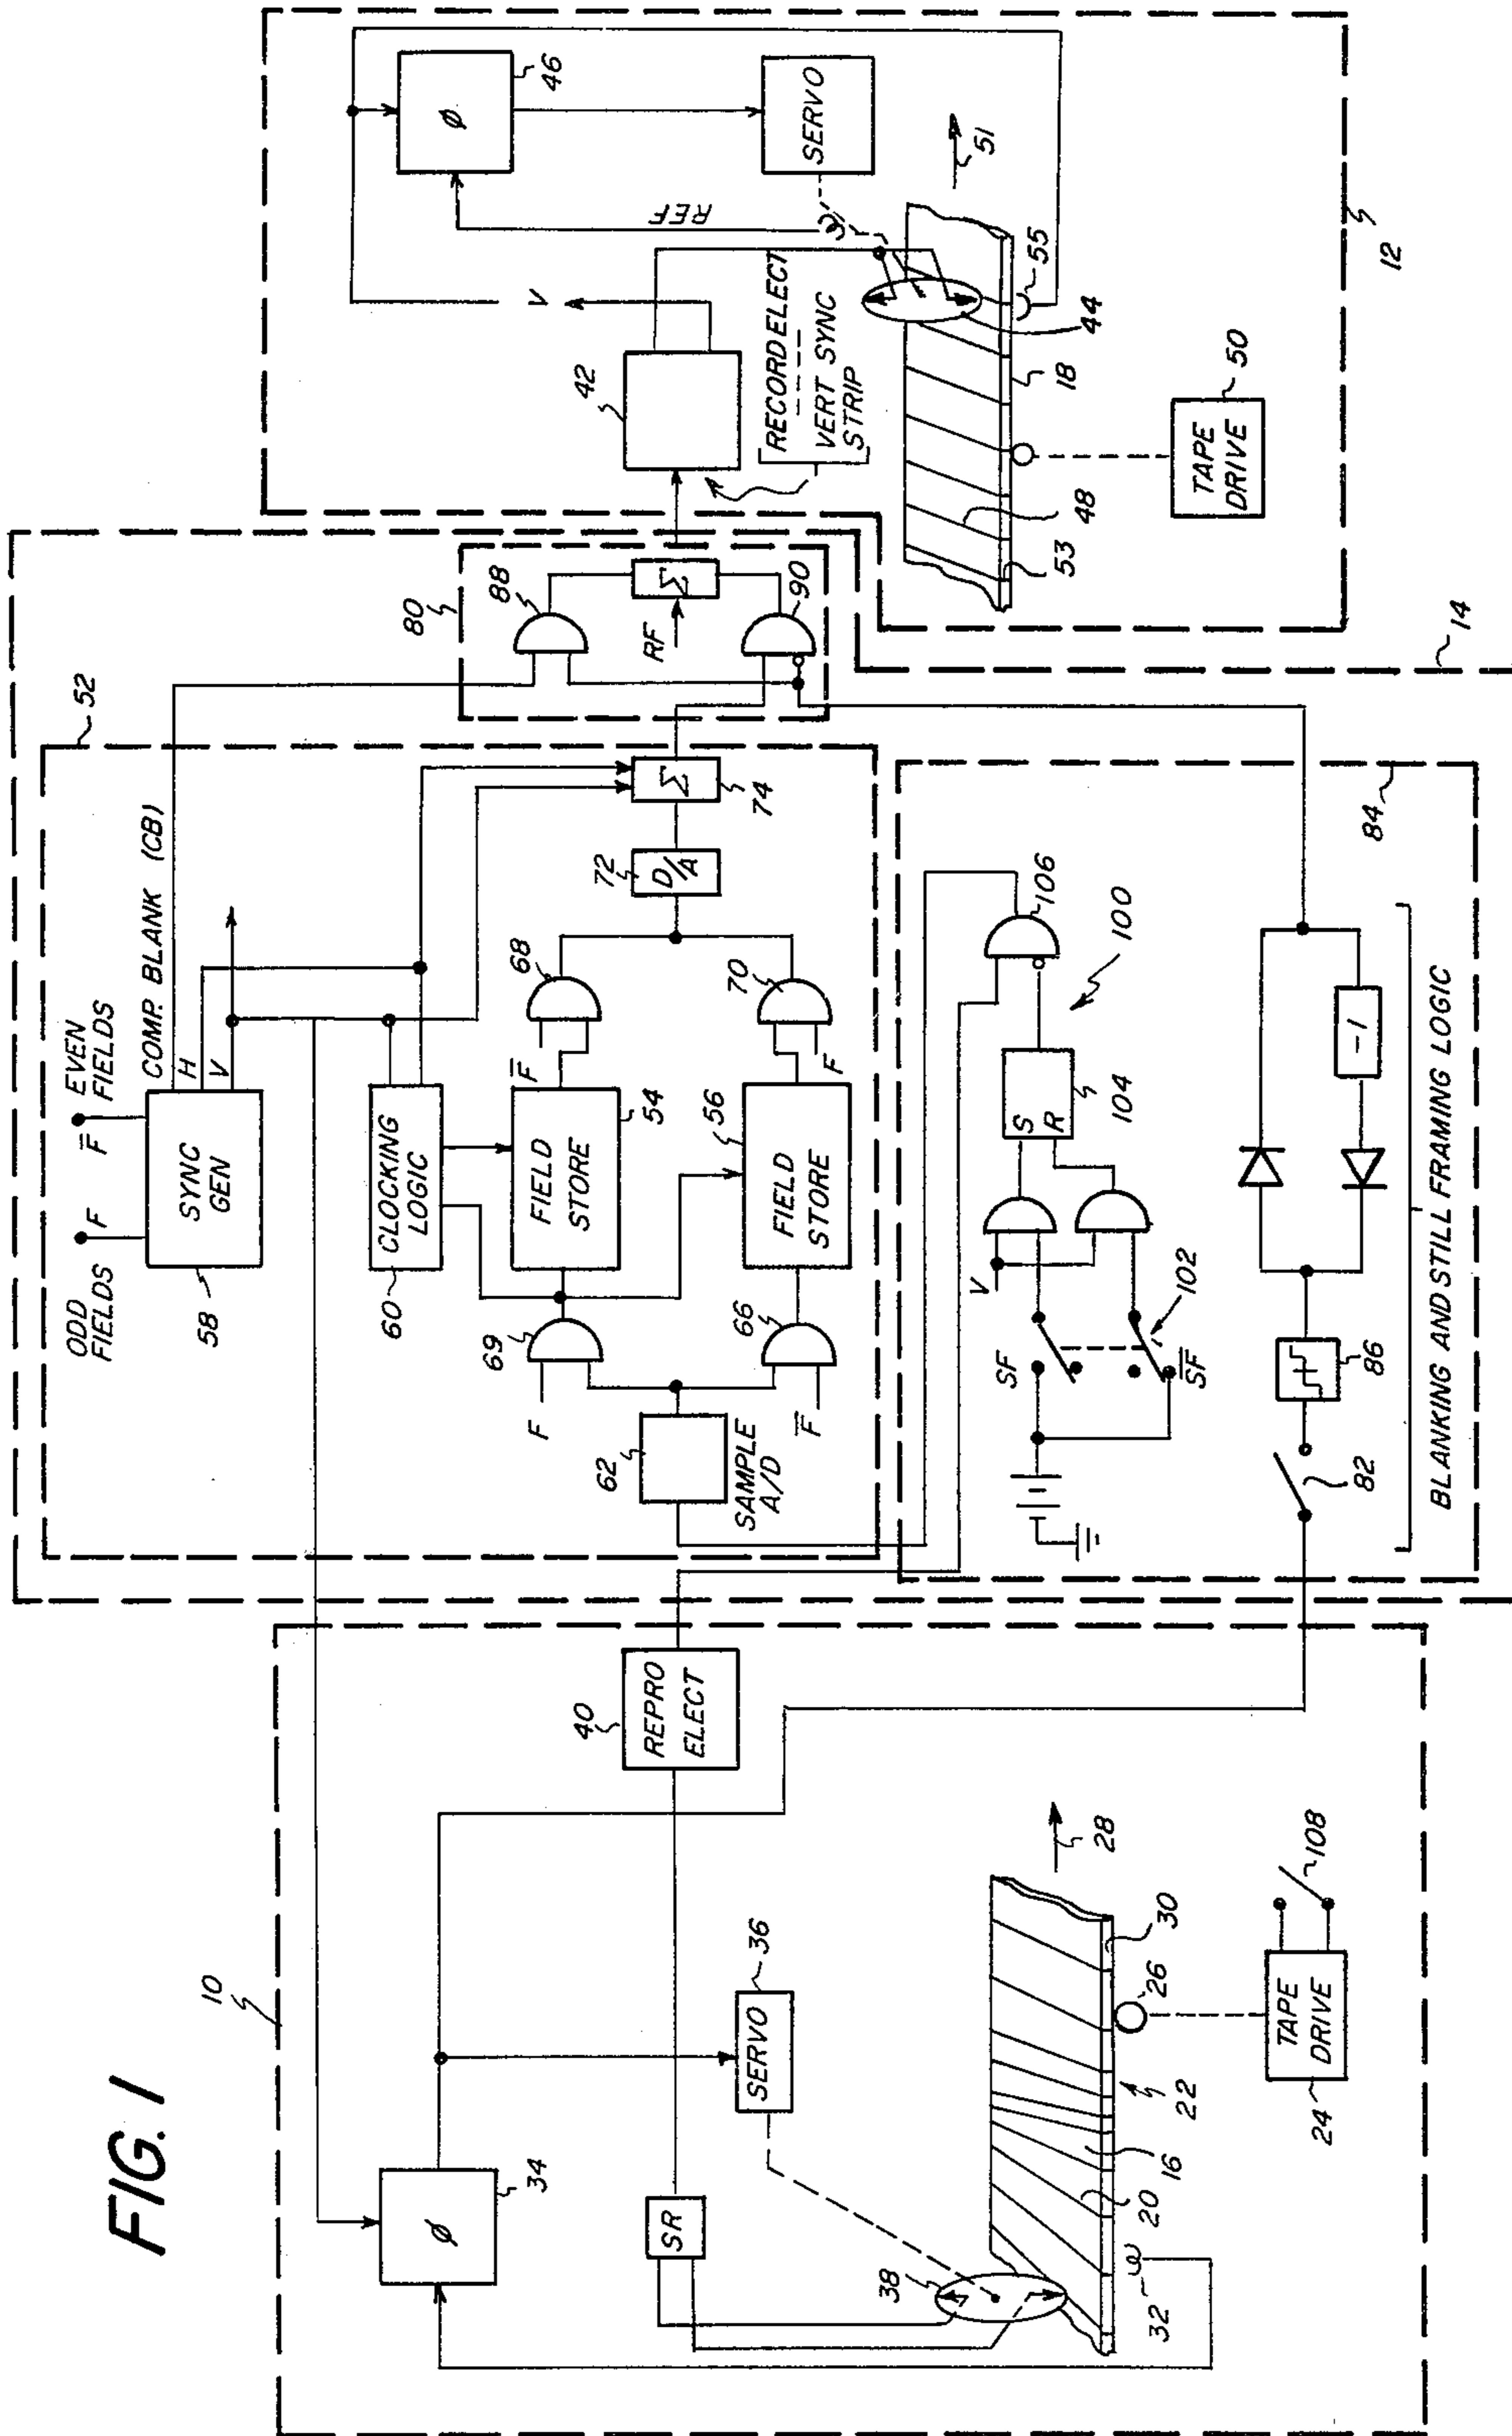 FIG. 1
10
φ
34
SR
38
32
20
16
22
26
30
28
SERVO
36
REPRO
ELECT
40
TAPE
DRIVE
24
108
14
52
ODD
FIELDS
F
F̅
EVEN
FIELDS
SYNC
GEN
58
COMP. BLANK (CB)
H
V
CLOCKING
LOGIC
60
FIELD
STORE
54
FIELD
STORE
56
F
69
F̅
66
62
SAMPLE
A/D
F̅
68
F
70
72
D/A
Σ
74
80
88
RF
Σ
90
84
SF
S̅F̅
102
V
S
R
104
106
100
82
86
-1
BLANKING AND STILL FRAMING LOGIC
12
42
V
REF
φ
46
SERVO
RECORD ELECT
VERT SYNC
STRIP
51
44
55
18
48
53
TAPE
DRIVE
50